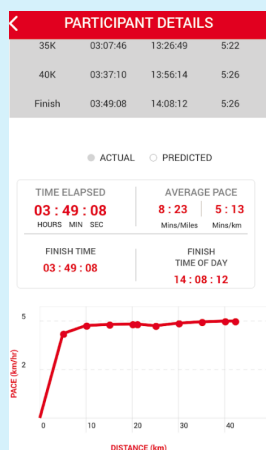 PARTICIPANT DETAILS
35K 03:07:46 13:26:49 5:22
40K 03:37:10 13:56:14 5:26
Finish 03:49:08 14:08:12 5:26
ACTUAL PREDICTED
TIME ELAPSED
03 : 49 : 08
HOURS MIN SEC
AVERAGE PACE
8 : 23 5 : 13
Mins/Miles Mins/km
FINISH TIME
03 : 49 : 08
FINISH
TIME OF DAY
14 : 08 : 12
5
2
PACE (km/hr)
0 10 20 30 40
DISTANCE (km)